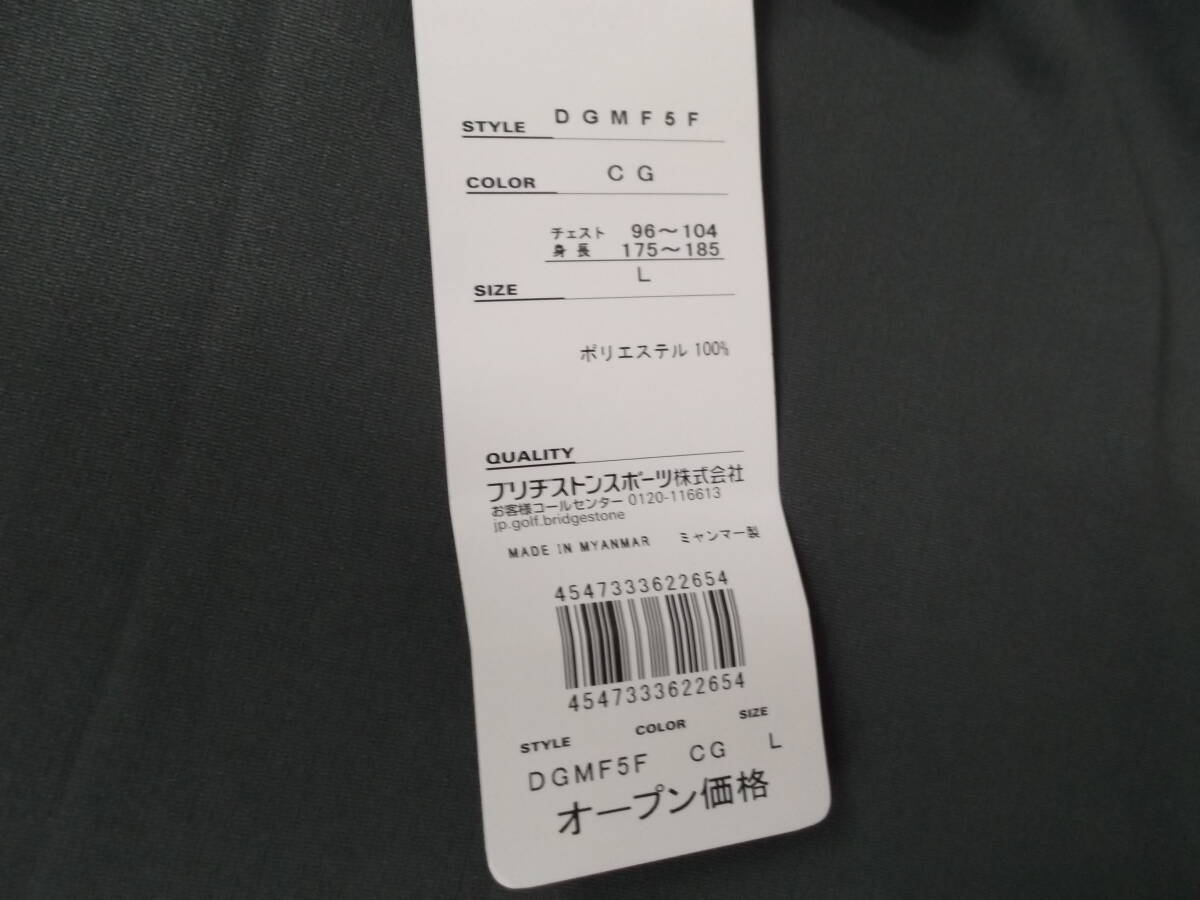 STYLE DGMF5F
COLOR CG
チェスト 96～104
身長 175～185
SIZE L
ポリエステル 100%
QUALITY
ブリヂストンスポーツ株式会社
お客様コールセンター 0120-116613
jp.golf.bridgestone
MADE IN MYANMAR ミャンマー製
4547333622654
4547333622654
STYLE COLOR SIZE
DGMF5F CG L
オープン価格